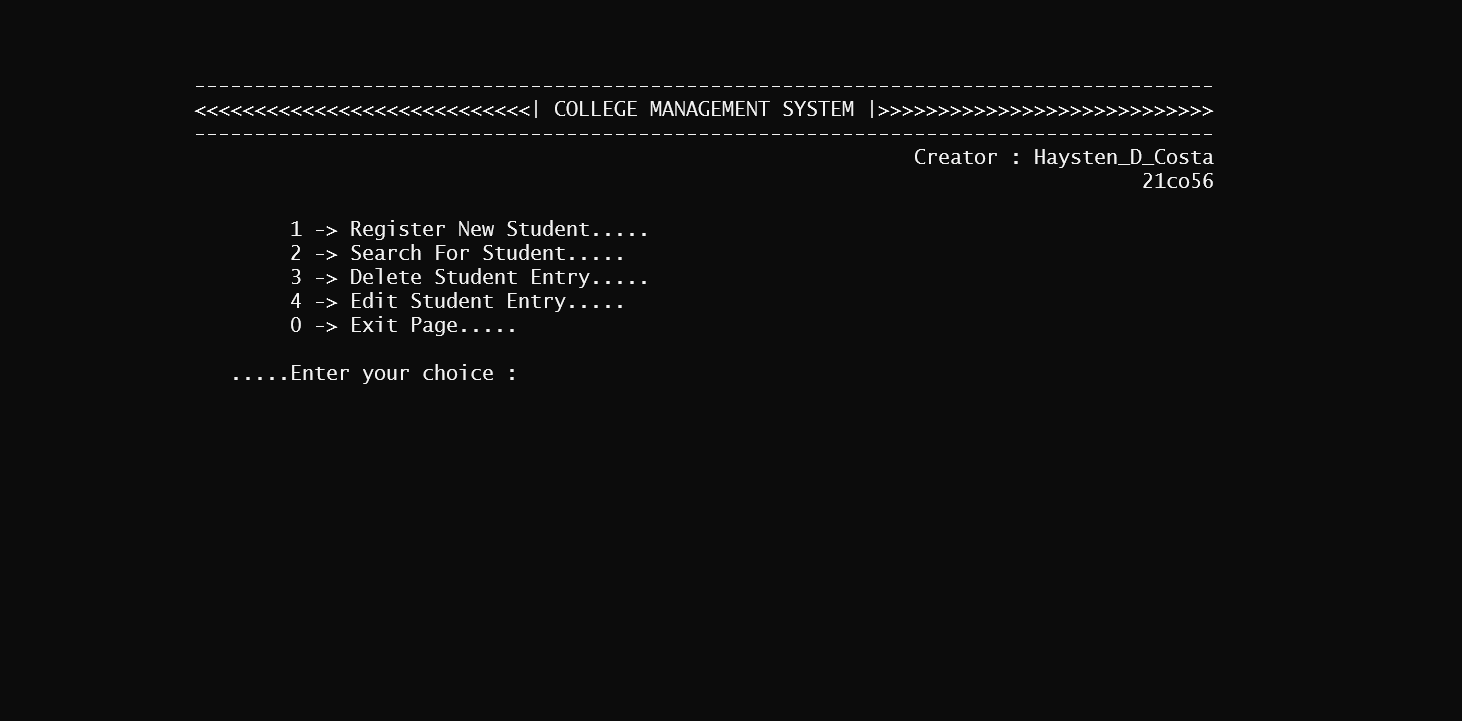 -------------------------------------------------------------------------------------
<<<<<<<<<<<<<<<<<<<<<<<<<<<<| COLLEGE MANAGEMENT SYSTEM |>>>>>>>>>>>>>>>>>>>>>>>>>>>>
-------------------------------------------------------------------------------------
Creator : Haysten_D_Costa
21co56
1 -> Register New Student.....
2 -> Search For Student.....
3 -> Delete Student Entry.....
4 -> Edit Student Entry.....
0 -> Exit Page.....
.....Enter your choice :